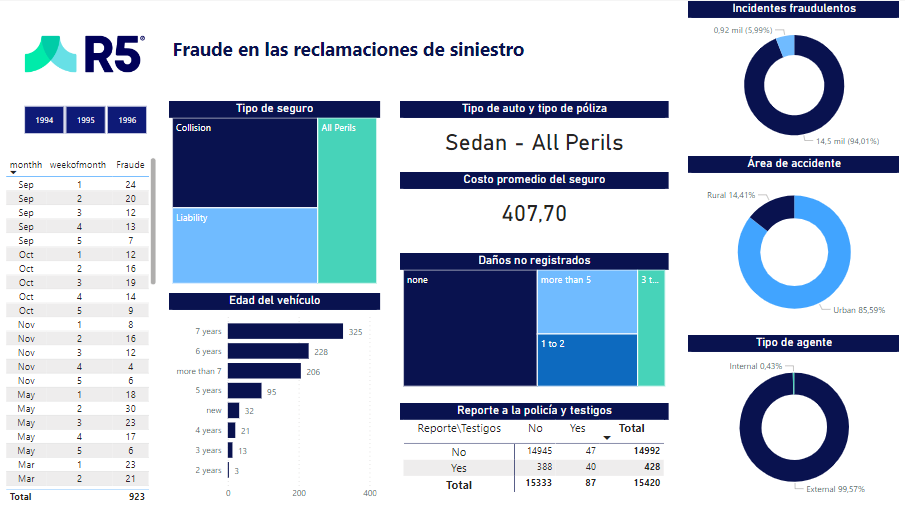 R5®
Fraude en las reclamaciones de siniestro
1994 1995 1996
monthh weekofmonth Fraude
Sep 1 24
Sep 2 20
Sep 3 12
Sep 4 13
Sep 5 7
Oct 1 12
Oct 2 16
Oct 3 19
Oct 4 14
Oct 5 9
Nov 1 8
Nov 2 16
Nov 3 12
Nov 4 4
Nov 5 6
May 1 18
May 2 30
May 3 23
May 4 17
May 5 6
Mar 1 23
Mar 2 21
Total 923
Tipo de seguro
Collision
All Perils
Liability
Edad del vehículo
7 years 325
6 years 228
more than 7 206
5 years 95
new 32
4 years 21
3 years 13
2 years 3
0 200 400
Tipo de auto y tipo de póliza
Sedan - All Perils
Costo promedio del seguro
407,70
Daños no registrados
none
more than 5
3 t...
1 to 2
Reporte a la policía y testigos
Reporte\Testigos No Yes Total
No 14945 47 14992
Yes 388 40 428
Total 15333 87 15420
Incidentes fraudulentos
0,92 mil (5,99%)
14,5 mil (94,01%)
Área de accidente
Rural 14,41%
Urban 85,59%
Tipo de agente
Internal 0,43%
External 99,57%